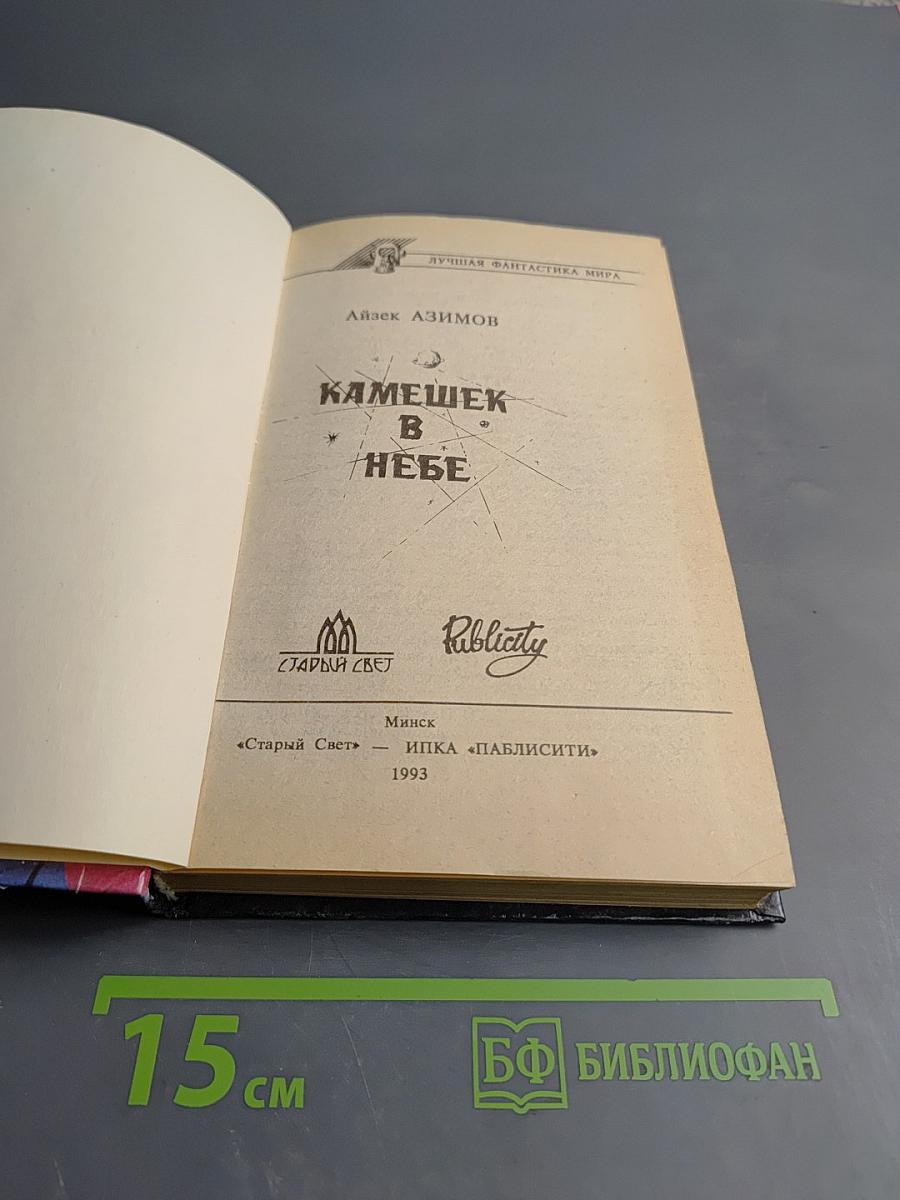 ЛУЧШАЯ ФАНТАСТИКА МИРА
Айзек АЗИМОВ
КАМЕШЕК
В
НЕБЕ
СТАРЫЙ СВЕТ
Publicity
Минск
«Старый Свет» — ИПКА «ПАБЛИСИТИ»
1993
15 см
БФ БИБЛИОФАН